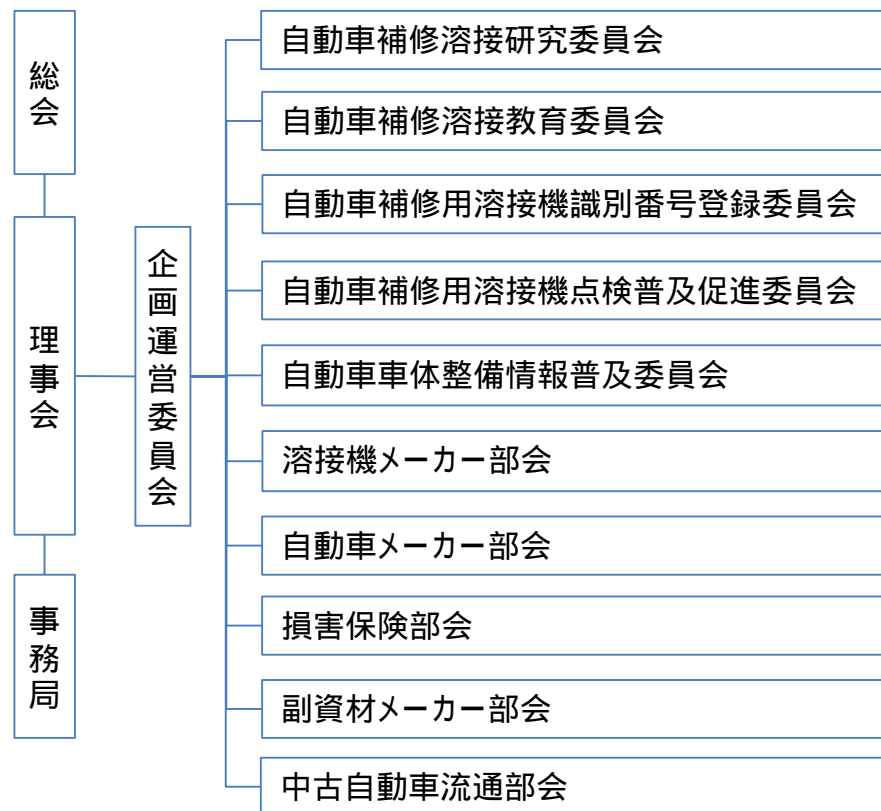 総会
理事会
事務局
企画運営委員会
自動車補修溶接研究委員会
自動車補修溶接教育委員会
自動車補修用溶接機識別番号登録委員会
自動車補修用溶接機点検普及促進委員会
自動車車体整備情報普及委員会
溶接機メーカー部会
自動車メーカー部会
損害保険部会
副資材メーカー部会
中古自動車流通部会